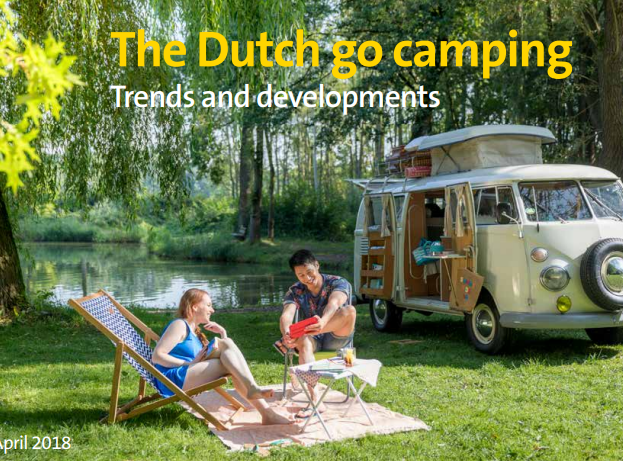 The Dutch go camping
Trends and developments
April 2018